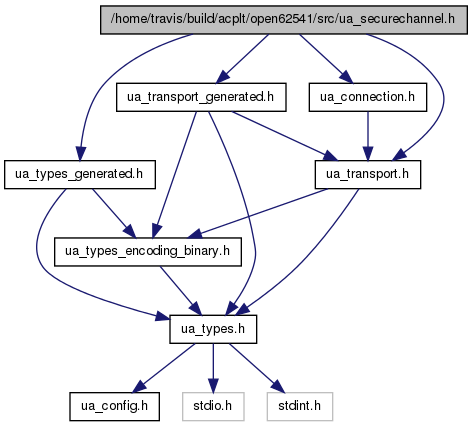 /home/travis/build/acplt/open62541/src/ua_securechannel.h
ua_transport_generated.h
ua_connection.h
ua_types_generated.h
ua_transport.h
ua_types_encoding_binary.h
ua_types.h
ua_config.h
stdio.h
stdint.h